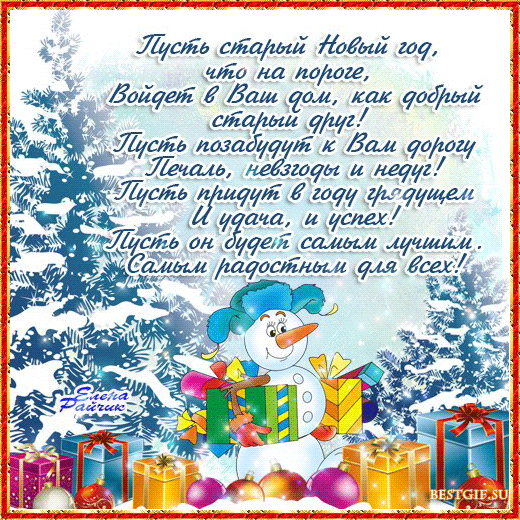 Пусть старый Новый год,
что на пороге,
Войдет в Ваш дом, как добрый
старый друг!
Пусть позабудут к Вам дорогу
Печаль, невзгоды и недуг!
Пусть придут в году грядущем
И удача, и успех!
Пусть он будет самым лучшим.
Самым радостным для всех!
Елена
Райчик
BESTGIF.SU